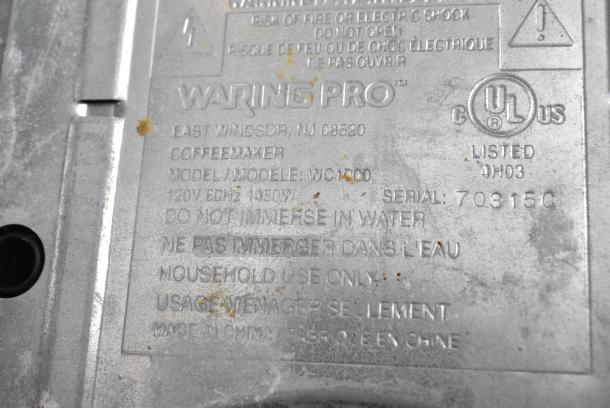 RISK OF FIRE OR ELECTRIC SHOCK
DO NOT OPEN
RISQUE DE FEU OU DE CHOC ÉLECTRIQUE
NE PAS OUVRIR
WARING PRO™
EAST WINDSOR, NJ 08520
COFFEEMAKER
MODEL / MODÈLE: WC1000
120V 60HZ 1450W
SERIAL: 70315C
C UL® US
LISTED
4H03
DO NOT IMMERSE IN WATER
NE PAS IMMERGER DANS L'EAU
HOUSEHOLD USE ONLY
USAGE MÉNAGER SEULEMENT
MADE IN CHINA / FABRIQUÉ EN CHINE